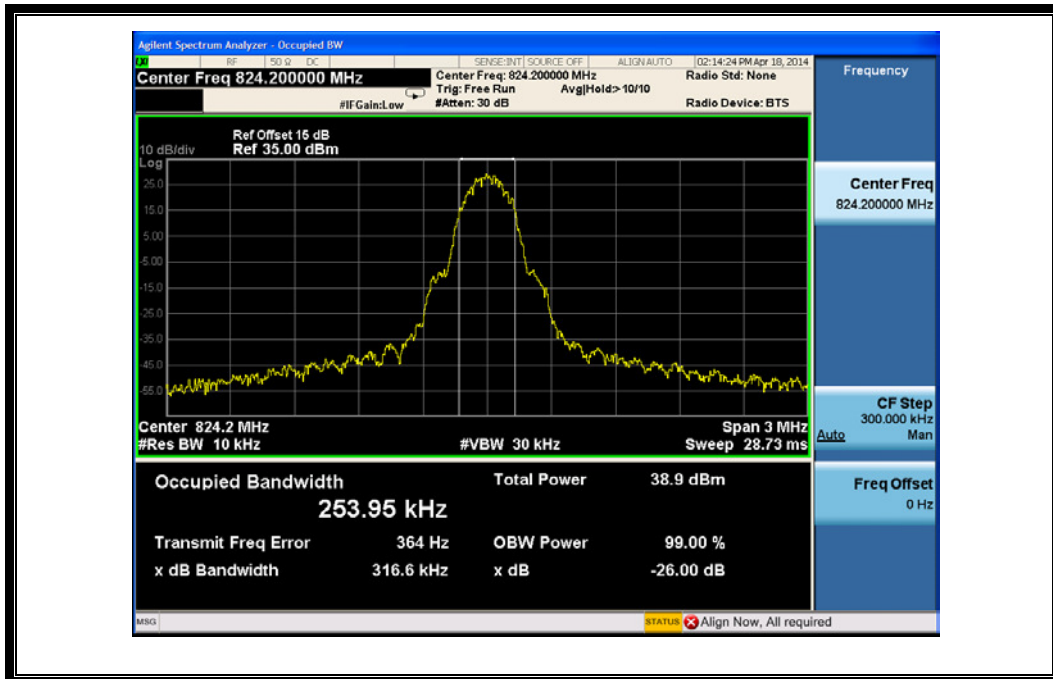 Agilent Spectrum Analyzer - Occupied BW
LXI RF 50 Ω DC SENSE:INT SOURCE OFF ALIGN AUTO 02:14:24 PM Apr 18, 2014
Center Freq 824.200000 MHz
Center Freq: 824.200000 MHz
Radio Std: None
Trig: Free Run Avg|Hold:> 10/10
#IFGain:Low
#Atten: 30 dB
Radio Device: BTS
Ref Offset 15 dB
10 dB/div Ref 35.00 dBm
Log
25.0
15.0
5.00
-5.00
-15.0
-25.0
-35.0
-45.0
-55.0
Center 824.2 MHz Span 3 MHz
#Res BW 10 kHz #VBW 30 kHz Sweep 28.73 ms
Occupied Bandwidth Total Power 38.9 dBm
253.95 kHz
Transmit Freq Error 364 Hz OBW Power 99.00 %
x dB Bandwidth 316.6 kHz x dB -26.00 dB
MSG STATUS Align Now, All required
Frequency
Center Freq
824.200000 MHz
CF Step
300.000 kHz
Auto Man
Freq Offset
0 Hz